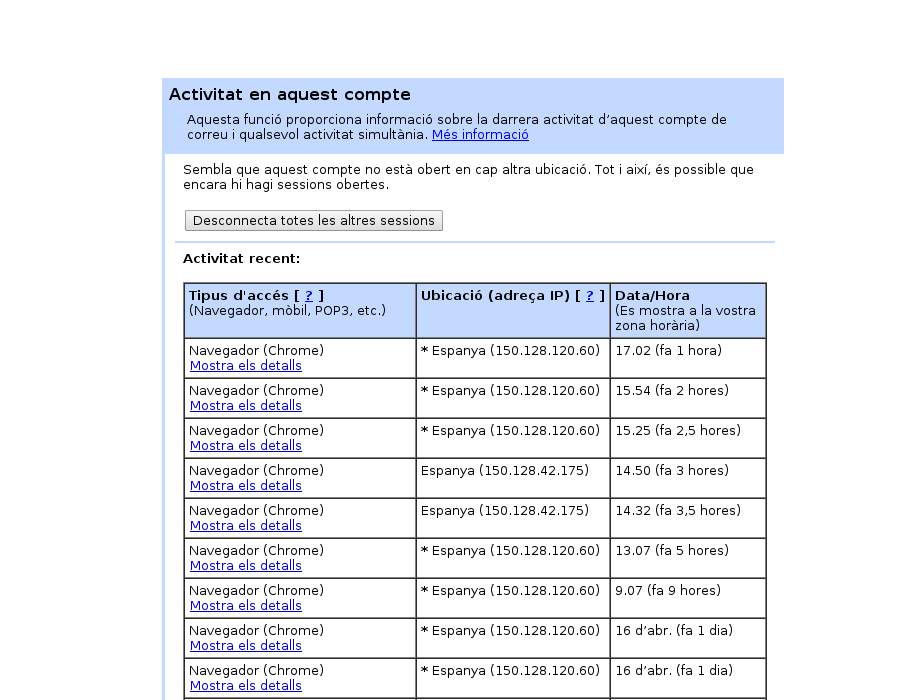 Activitat en aquest compte
Aquesta funció proporciona informació sobre la darrera activitat d’aquest compte de
correu i qualsevol activitat simultània. Més informació
Sembla que aquest compte no està obert en cap altra ubicació. Tot i així, és possible que
encara hi hagi sessions obertes.
Desconnecta totes les altres sessions
Activitat recent:
Tipus d'accés [ ? ] Ubicació (adreça IP) [ ? ] Data/Hora
(Navegador, mòbil, POP3, etc.) (Es mostra a la vostra
zona horària)
Navegador (Chrome) * Espanya (150.128.120.60) 17.02 (fa 1 hora)
Mostra els detalls
Navegador (Chrome) * Espanya (150.128.120.60) 15.54 (fa 2 hores)
Mostra els detalls
Navegador (Chrome) * Espanya (150.128.120.60) 15.25 (fa 2,5 hores)
Mostra els detalls
Navegador (Chrome) Espanya (150.128.42.175) 14.50 (fa 3 hores)
Mostra els detalls
Navegador (Chrome) Espanya (150.128.42.175) 14.32 (fa 3,5 hores)
Mostra els detalls
Navegador (Chrome) * Espanya (150.128.120.60) 13.07 (fa 5 hores)
Mostra els detalls
Navegador (Chrome) * Espanya (150.128.120.60) 9.07 (fa 9 hores)
Mostra els detalls
Navegador (Chrome) * Espanya (150.128.120.60) 16 d’abr. (fa 1 dia)
Mostra els detalls
Navegador (Chrome) * Espanya (150.128.120.60) 16 d’abr. (fa 1 dia)
Mostra els detalls